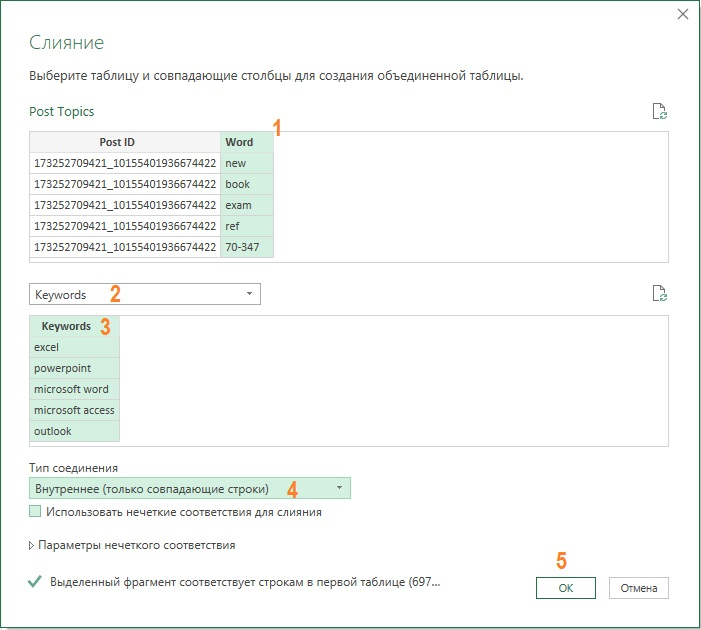 Слияние
Выберите таблицу и совпадающие столбцы для создания объединенной таблицы.
Post Topics
1
Post ID Word
173252709421_10155401936674422 new
173252709421_10155401936674422 book
173252709421_10155401936674422 exam
173252709421_10155401936674422 ref
173252709421_10155401936674422 70-347
Keywords 2
Keywords 3
excel
powerpoint
microsoft word
microsoft access
outlook
Тип соединения
Внутреннее (только совпадающие строки) 4
Использовать нечеткие соответствия для слияния
Параметры нечеткого соответствия
5
Выделенный фрагмент соответствует строкам в первой таблице (697...
ОК Отмена